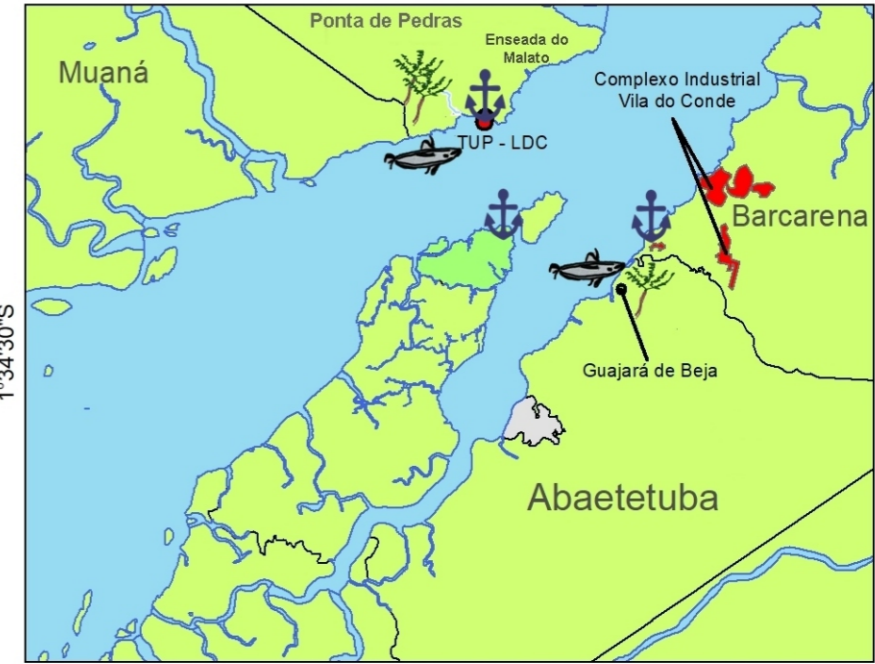 Ponta de Pedras
Enseada do
Malato
Muaná
Complexo Industrial
Vila do Conde
TUP - LDC
Barcarena
1°34'30"S
Guajará de Beja
Abaetetuba